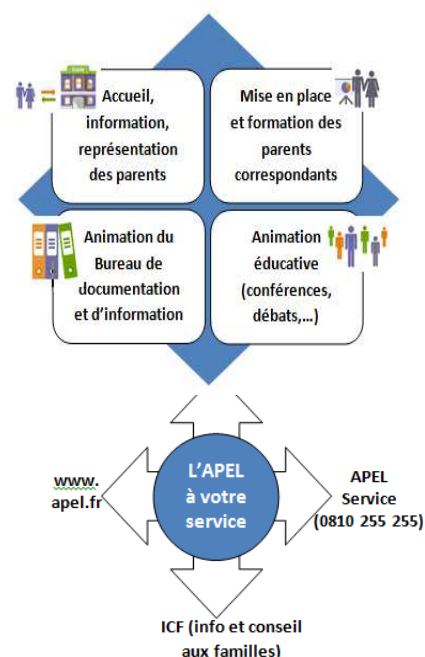 Accueil,
information,
représentation
des parents
Mise en place
et formation des
parents
correspondants
Animation du
Bureau de
documentation
et d'information
Animation
éducative
(conférences,
débats,...)
L'APEL
à votre
service
www.
apel.fr
APEL
Service
(0810 255 255)
ICF (info et conseil
aux familles)